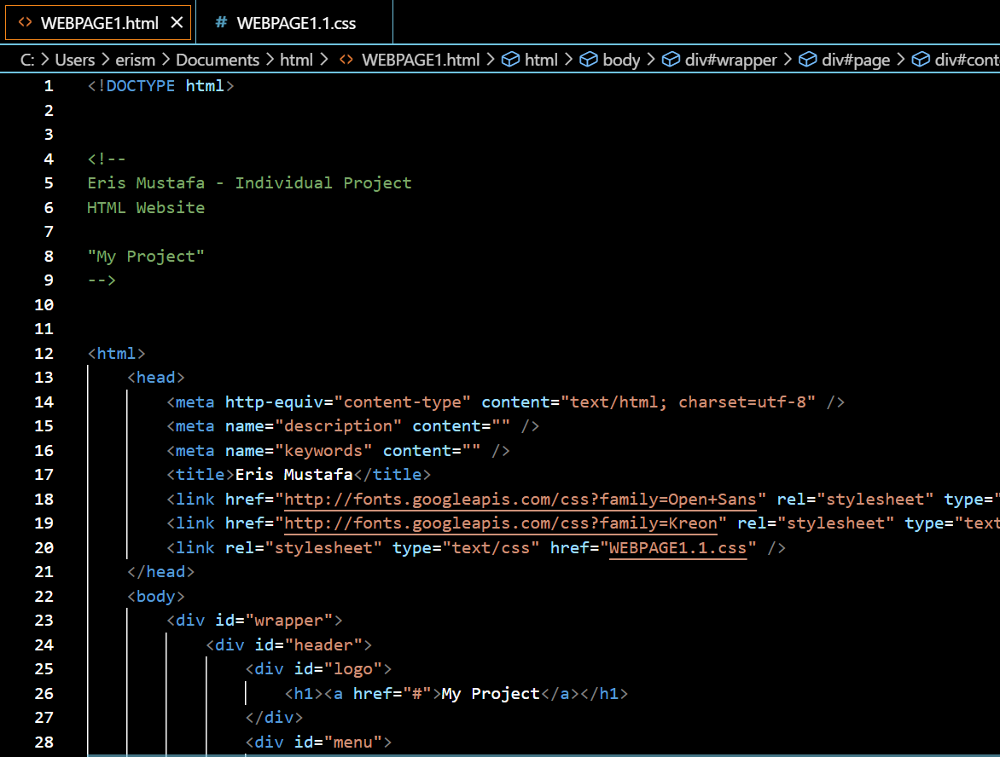 WEBPAGE1.html
# WEBPAGE1.1.css
C: > Users > erism > Documents > html > WEBPAGE1.html > html > body > div#wrapper > div#page > div#cont
1 <!DOCTYPE html>
2
3
4 <!--
5 Eris Mustafa - Individual Project
6 HTML Website
7
8 "My Project"
9 -->
10
11
12 <html>
13 <head>
14 <meta http-equiv="content-type" content="text/html; charset=utf-8" />
15 <meta name="description" content="" />
16 <meta name="keywords" content="" />
17 <title>Eris Mustafa</title>
18 <link href="http://fonts.googleapis.com/css?family=Open+Sans" rel="stylesheet" type="
19 <link href="http://fonts.googleapis.com/css?family=Kreon" rel="stylesheet" type="text
20 <link rel="stylesheet" type="text/css" href="WEBPAGE1.1.css" />
21 </head>
22 <body>
23 <div id="wrapper">
24 <div id="header">
25 <div id="logo">
26 <h1><a href="#">My Project</a></h1>
27 </div>
28 <div id="menu">